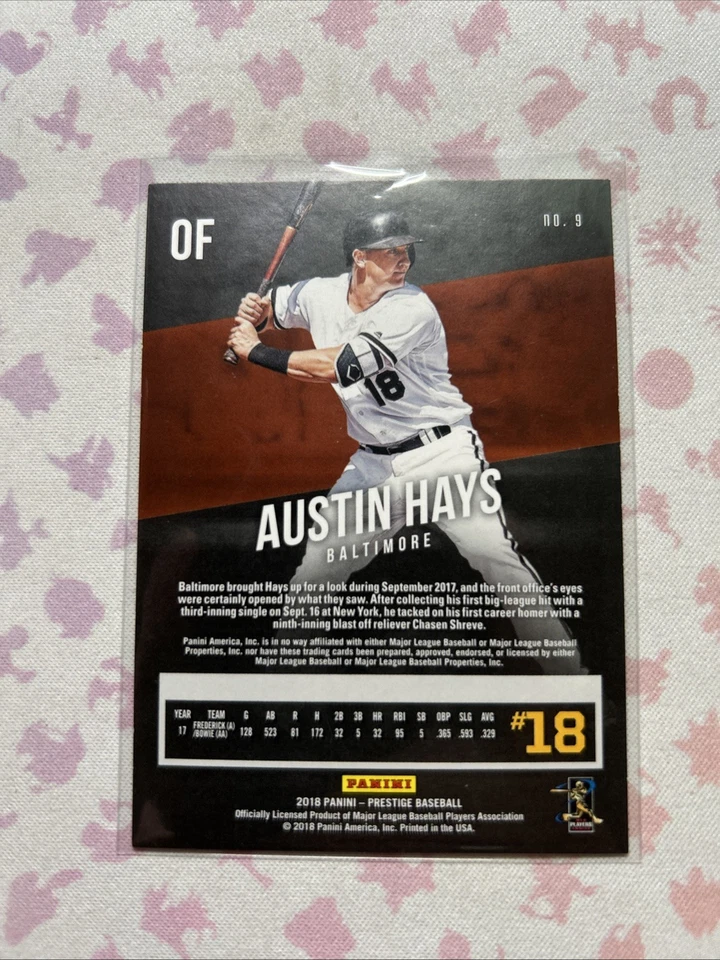 OF
no. 9
18
AUSTIN HAYS
BALTIMORE
Baltimore brought Hays up for a look during September 2017, and the front office's eyes
were certainly opened by what they saw. After collecting his first big-league hit with a
third-inning single on Sept. 16 at New York, he tacked on his first career homer with a
ninth-inning blast off reliever Chasen Shreve.
Panini America, Inc. is in no way affiliated with either Major League Baseball or Major League Baseball
Properties, Inc. nor have these trading cards been prepared, approved, endorsed, or licensed by either
Major League Baseball or Major League Baseball Properties, Inc.
YEAR TEAM G AB R H 2B 3B HR RBI SB OBP SLG AVG
17 FREDERICK (A) /BOWIE (AA) 128 523 81 172 32 5 32 95 5 .365 .593 .329
#18
PANINI
2018 PANINI – PRESTIGE BASEBALL
Officially Licensed Product of Major League Baseball Players Association
© 2018 Panini America, Inc. Printed in the USA.
PLAYERS